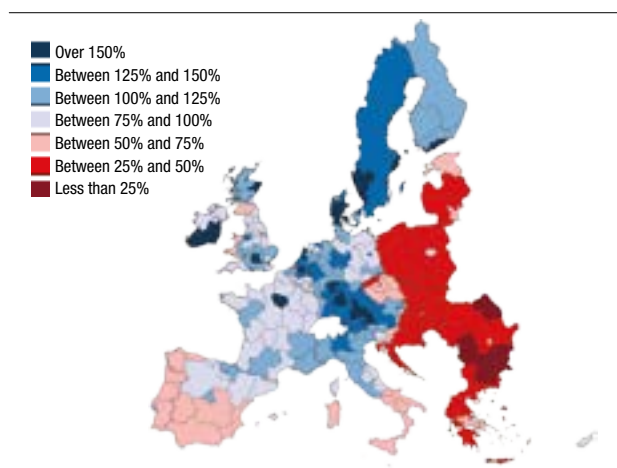 Over 150%
Between 125% and 150%
Between 100% and 125%
Between 75% and 100%
Between 50% and 75%
Between 25% and 50%
Less than 25%